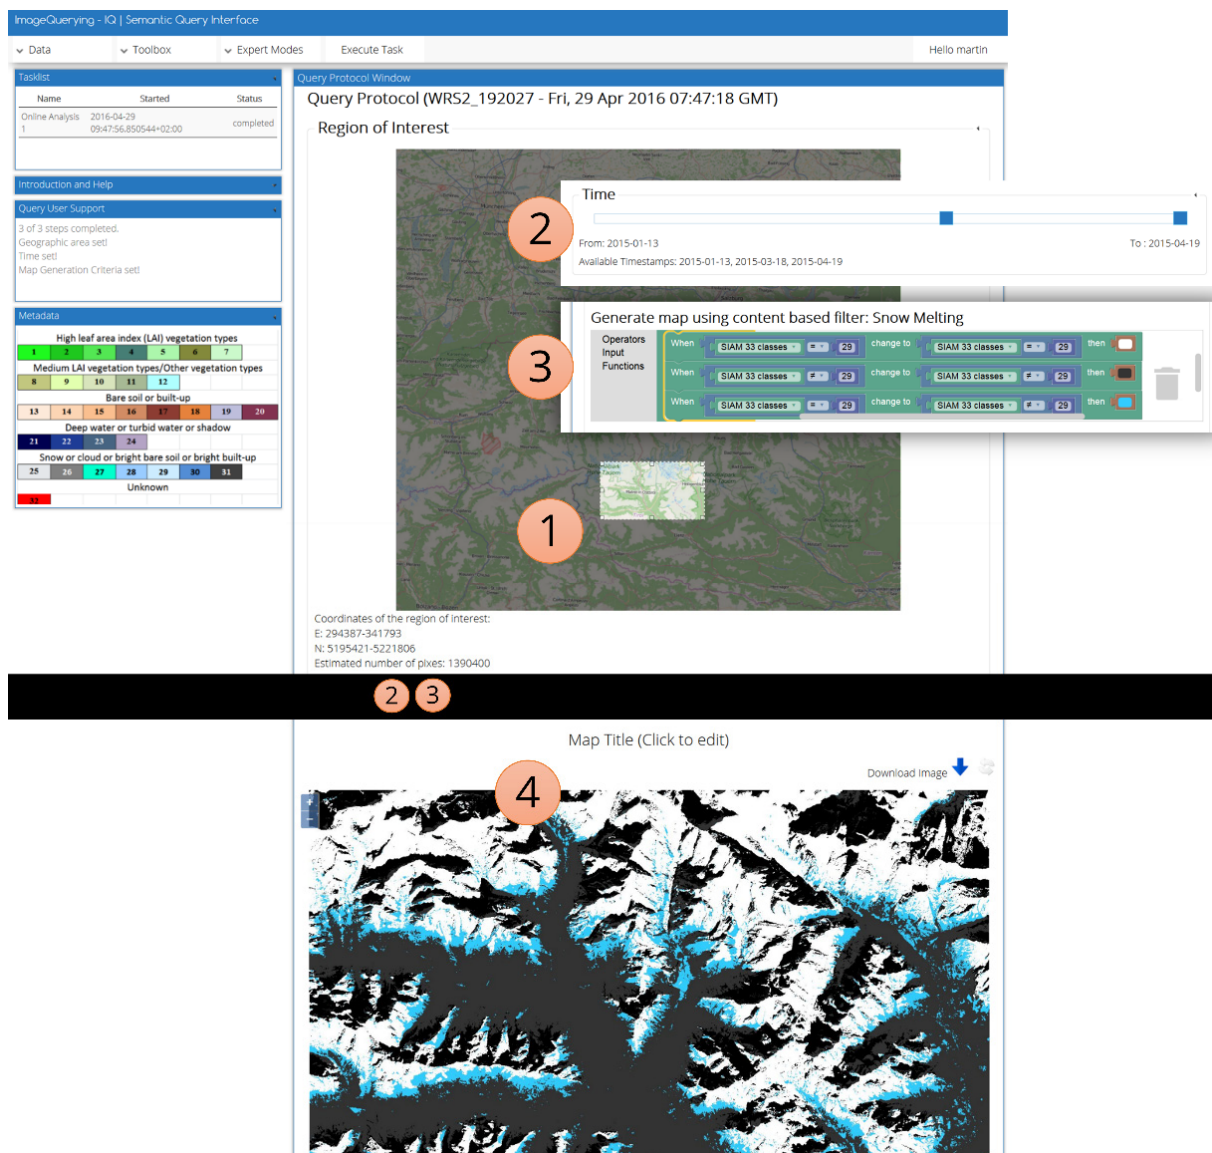 ImageQuerying - IQ | Semantic Query Interface
Data Toolbox Expert Modes Execute Task Hello martin
Tasklist
Name Started Status
Online Analysis 1 2016-04-29 09:47:56.850544+02:00 completed
Introduction and Help
Query User Support
3 of 3 steps completed.
Geographic area set!
Time set!
Map Generation Criteria set!
Metadata
High leaf area index (LAI) vegetation types
1 2 3 4 5 6 7
Medium LAI vegetation types/Other vegetation types
8 9 10 11 12
Bare soil or built-up
13 14 15 16 17 18 19 20
Deep water or turbid water or shadow
21 22 23 24
Snow or cloud or bright bare soil or bright built-up
25 26 27 28 29 30 31
Unknown
Query Protocol Window
Query Protocol (WRS2_192027 - Fri, 29 Apr 2016 07:47:18 GMT)
Region of Interest
2
Time
From: 2015-01-13 To : 2015-04-19
Available Timestamps: 2015-01-13, 2015-03-18, 2015-04-19
3
Generate map using content based filter: Snow Melting
Operators
Input
Functions
When SIAM 33 classes = 29 change to SIAM 33 classes = 29 then
When SIAM 33 classes ≠ 29 change to SIAM 33 classes ≠ 29 then
When SIAM 33 classes = 29 change to SIAM 33 classes ≠ 29 then
1
Coordinates of the region of interest:
E: 294387-341793
N: 5195421-5221806
Estimated number of pixes: 1390400
2 3
Map Title (Click to edit)
Download Image
4
+
-